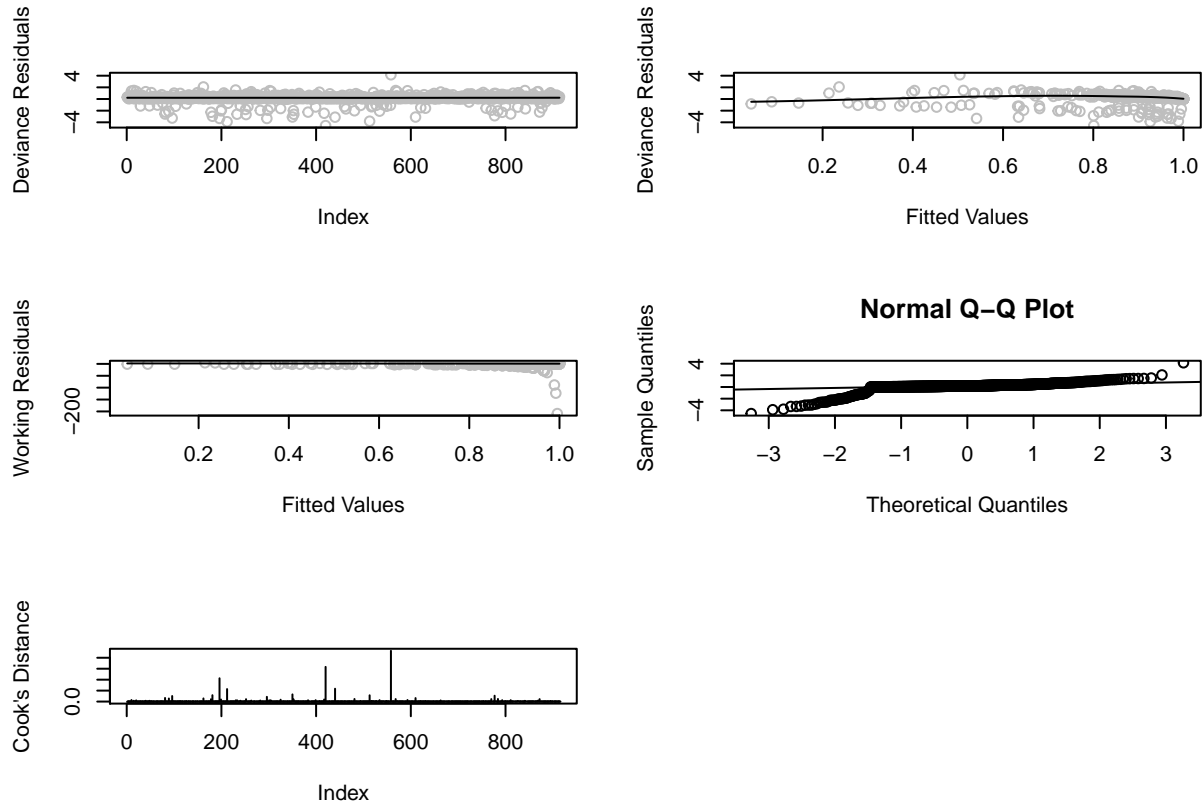 Deviance Residuals
4
−4
0 200 400 600 800
Index
Deviance Residuals
4
−4
0.2 0.4 0.6 0.8 1.0
Fitted Values
Working Residuals
−200
0.2 0.4 0.6 0.8 1.0
Fitted Values
Normal Q−Q Plot
Sample Quantiles
4
−4
−3 −2 −1 0 1 2 3
Theoretical Quantiles
Cook's Distance
0.0
0 200 400 600 800
Index